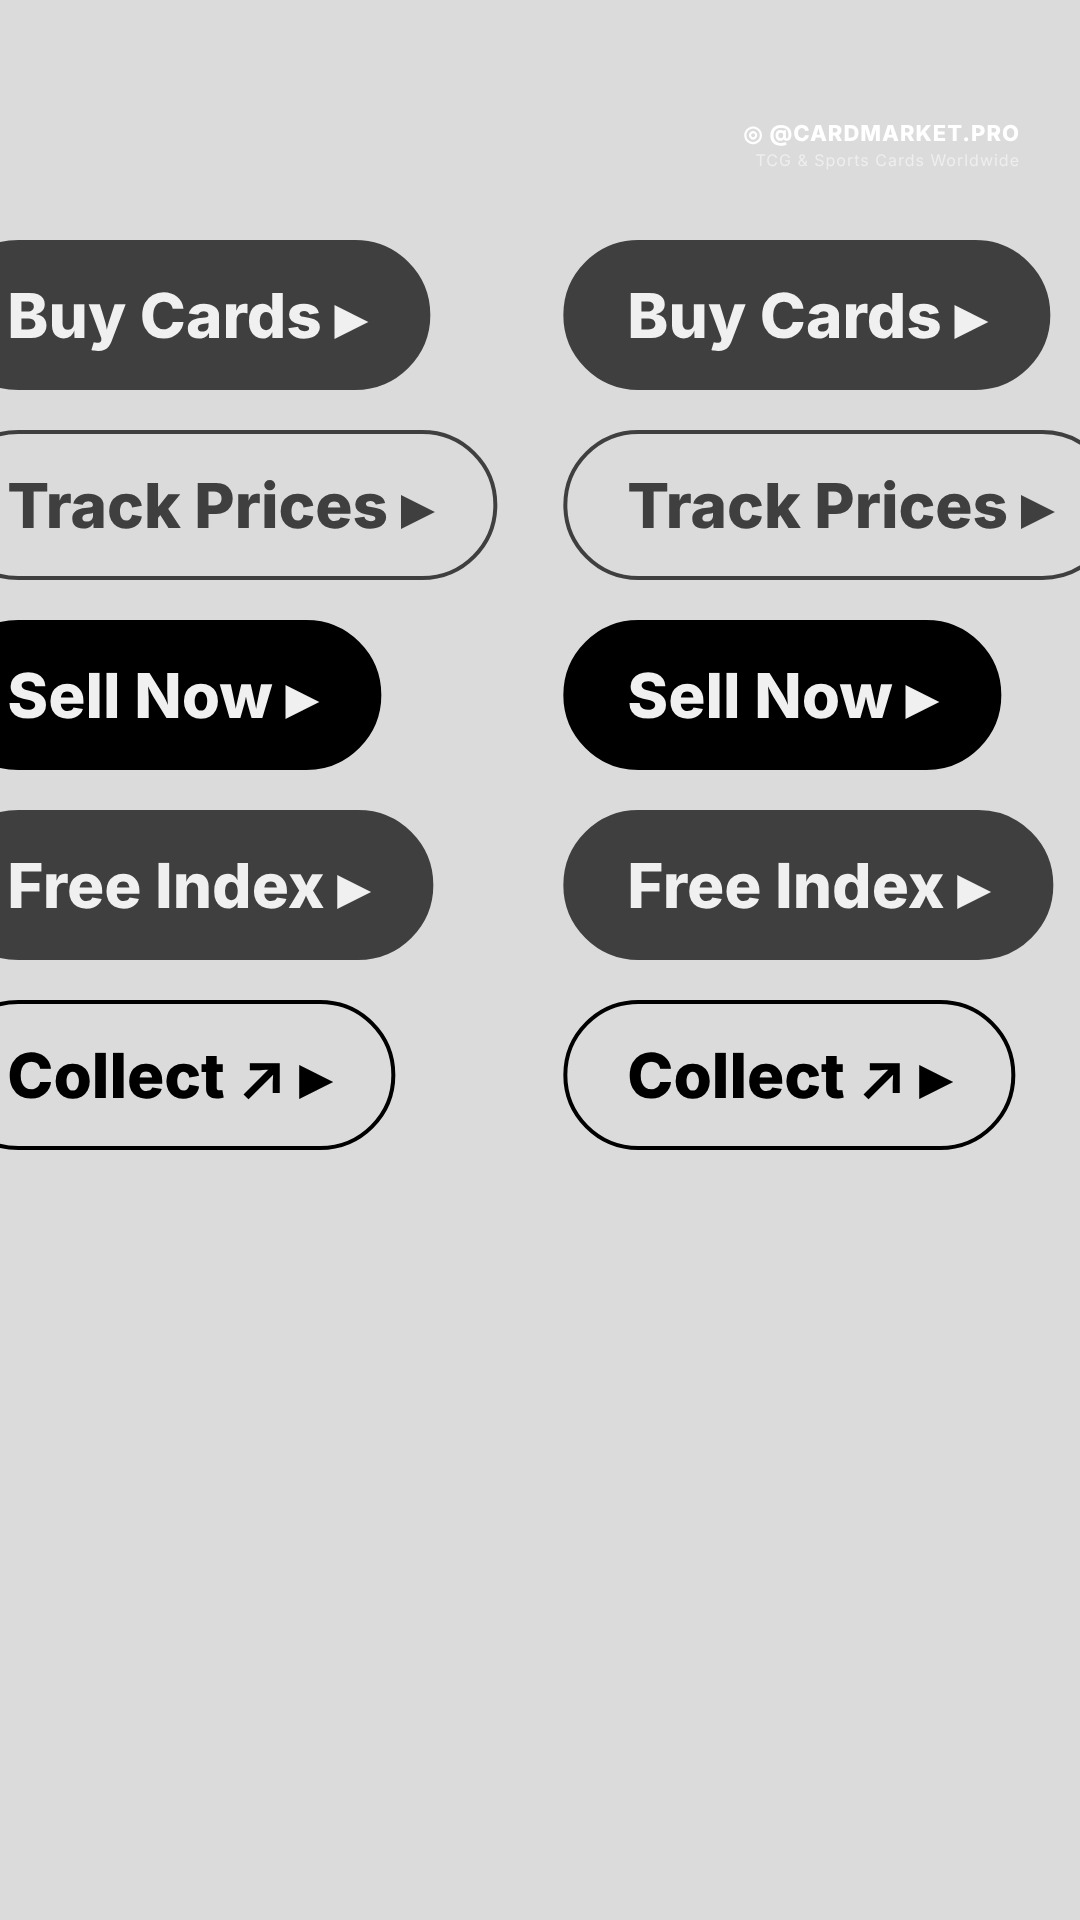 ◎ @CARDMARKET.PRO
TCG & Sports Cards Worldwide
Buy Cards ▸ Buy Cards ▸
Track Prices ▸ Track Prices ▸
Sell Now ▸ Sell Now ▸
Free Index ▸ Free Index ▸
Collect ↗ ▸ Collect ↗ ▸